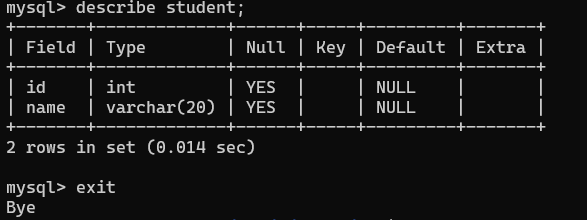 mysql> describe student;
+-------+-------------+------+-----+---------+-------+
| Field | Type        | Null | Key | Default | Extra |
+-------+-------------+------+-----+---------+-------+
| id    | int         | YES  |     | NULL    |       |
| name  | varchar(20) | YES  |     | NULL    |       |
+-------+-------------+------+-----+---------+-------+
2 rows in set (0.014 sec)
mysql> exit
Bye